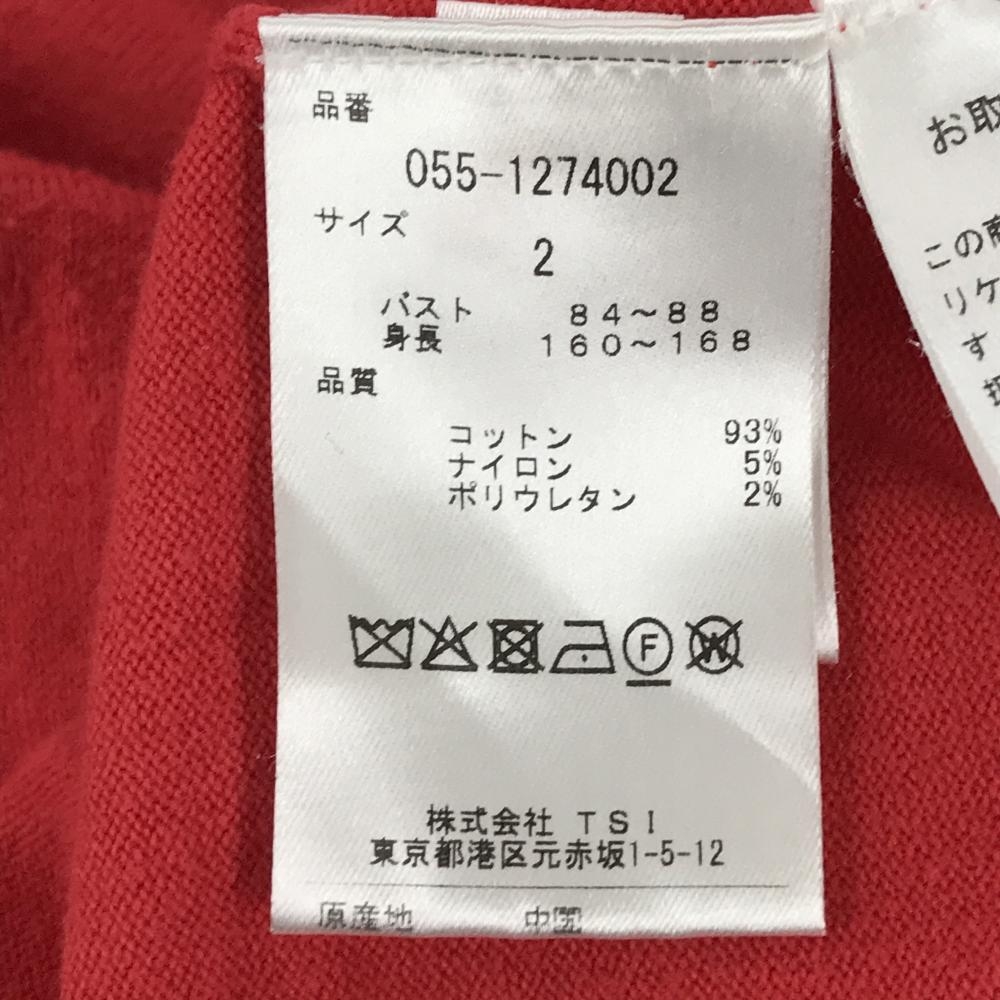 品番
055-1274002
サイズ
2
バスト 84～88
身長 160～168
品質
コットン 93%
ナイロン 5%
ポリウレタン 2%
F
W
株式会社 TSI
東京都港区元赤坂1-5-12
原産地 中国
お取
この商
リケ
す